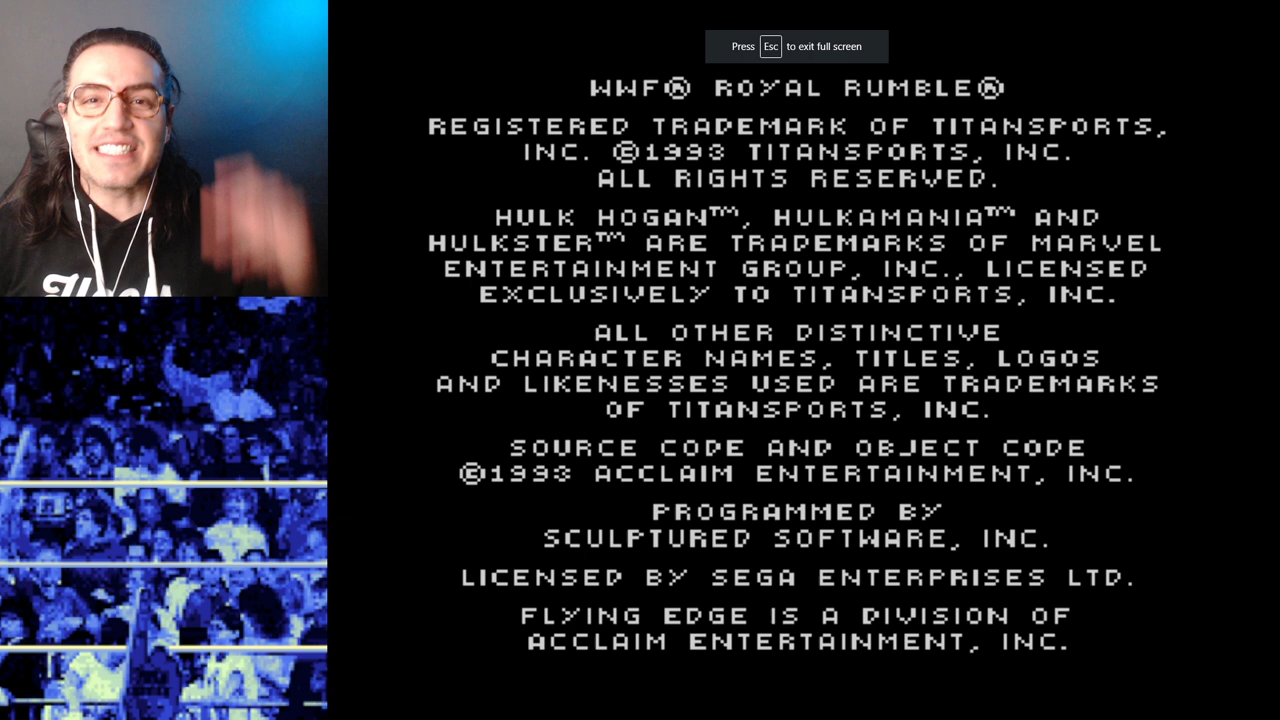 Press Esc to exit full screen
WWF® ROYAL RUMBLE®
REGISTERED TRADEMARK OF TITANSPORTS,
INC. ©1993 TITANSPORTS, INC.
ALL RIGHTS RESERVED.
HULK HOGAN™, HULKAMANIA™ AND
HULKSTER™ ARE TRADEMARKS OF MARVEL
ENTERTAINMENT GROUP, INC., LICENSED
EXCLUSIVELY TO TITANSPORTS, INC.
ALL OTHER DISTINCTIVE
CHARACTER NAMES, TITLES, LOGOS
AND LIKENESSES USED ARE TRADEMARKS
OF TITANSPORTS, INC.
SOURCE CODE AND OBJECT CODE
©1993 ACCLAIM ENTERTAINMENT, INC.
PROGRAMMED BY
SCULPTURED SOFTWARE, INC.
LICENSED BY SEGA ENTERPRISES LTD.
FLYING EDGE IS A DIVISION OF
ACCLAIM ENTERTAINMENT, INC.